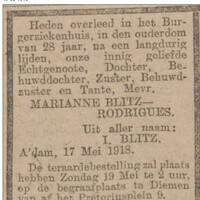 Heden overleed in het Bur-
gerziekenhuis, in den ouderdom
van 28 jaar, na een langdurig
lijden, onze innig geliefde
Echtgenoote, Dochter, Be-
huwddochter, Zuster, Behuwd-
zuster en Tante, Mevr.
MARIANNE BLITZ—
RODRIGUES.
Uit aller naam:
I. BLITZ.
A'dam, 17 Mei 1918.
De teraardebestelling zal plaats
hebben Zondag 19 Mei te 2 uur,
op de begraafplaats te Diemen
van af het Pretoriusplein 9.